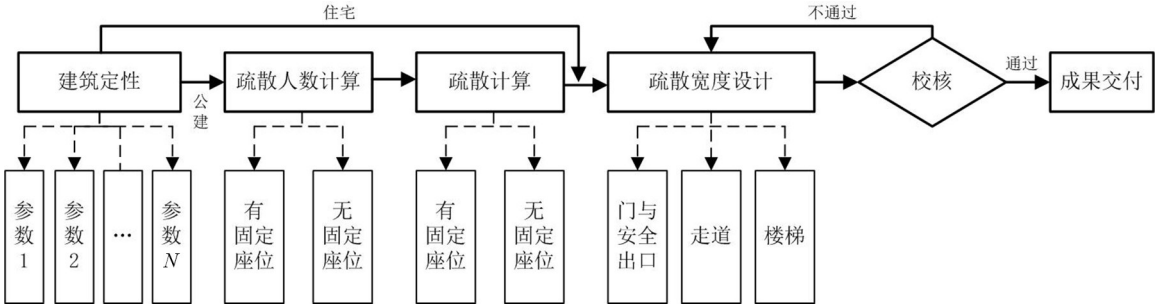 住宅
不通过
建筑定性
公
建
疏散人数计算
疏散计算
疏散宽度设计
校核
通过
成果交付
参
数
1
参
数
2
...
参
数
N
有
固定
座位
无
固定
座位
有
固定
座位
无
固定
座位
门与
安全
出口
走道
楼梯